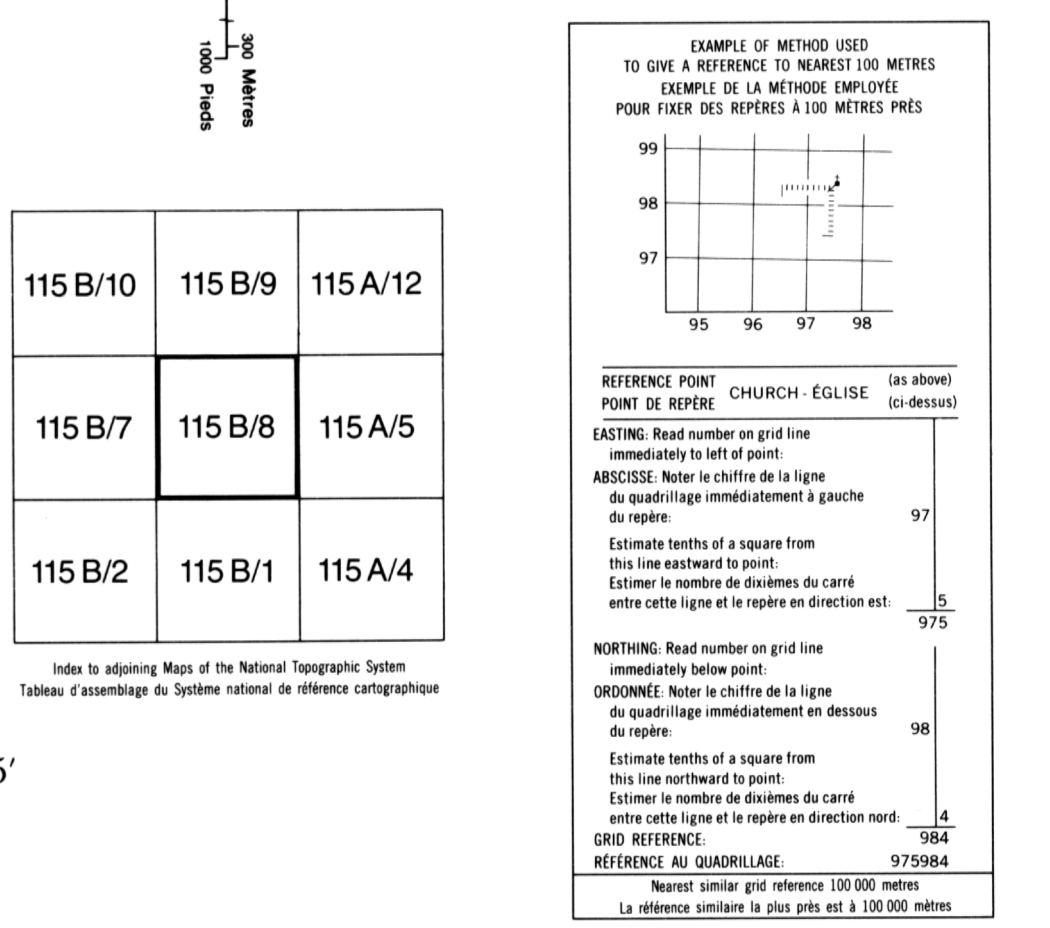 300 Mètres
1000 Pieds
115 B/10 115 B/9 115 A/12
115 B/7 115 B/8 115 A/5
115 B/2 115 B/1 115 A/4
Index to adjoining Maps of the National Topographic System
Tableau d'assemblage du Système national de référence cartographique
EXAMPLE OF METHOD USED
TO GIVE A REFERENCE TO NEAREST 100 METRES
EXEMPLE DE LA MÉTHODE EMPLOYÉE
POUR FIXER DES REPÈRES À 100 MÈTRES PRÈS
99
98
97
95 96 97 98
REFERENCE POINT CHURCH - ÉGLISE (as above)
POINT DE REPÈRE (ci-dessus)
EASTING: Read number on grid line
immediately to left of point:
ABSCISSE: Noter le chiffre de la ligne
du quadrillage immédiatement à gauche
du repère: 97
Estimate tenths of a square from
this line eastward to point:
Estimer le nombre de dixièmes du carré
entre cette ligne et le repère en direction est: 5
975
NORTHING: Read number on grid line
immediately below point:
ORDONNÉE: Noter le chiffre de la ligne
du quadrillage immédiatement en dessous
du repère: 98
Estimate tenths of a square from
this line northward to point:
Estimer le nombre de dixièmes du carré
entre cette ligne et le repère en direction nord: 4
GRID REFERENCE: 984
RÉFÉRENCE AU QUADRILLAGE: 975984
Nearest similar grid reference 100 000 metres
La référence similaire la plus près est à 100 000 mètres